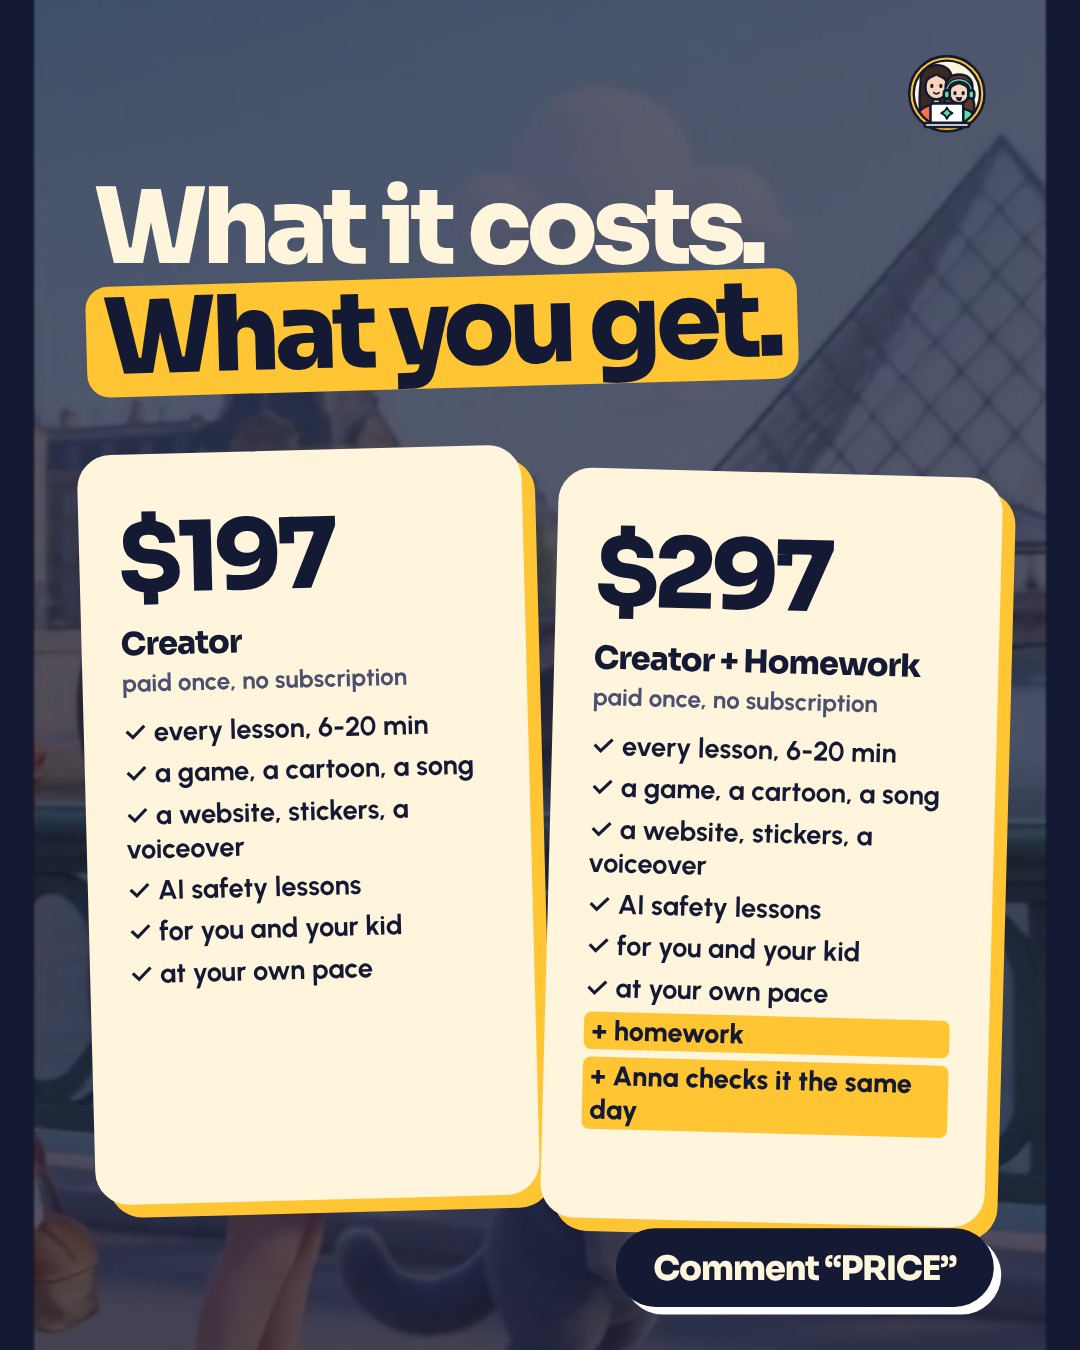 What it costs.
What you get.
$197
Creator
paid once, no subscription
✓ every lesson, 6-20 min
✓ a game, a cartoon, a song
✓ a website, stickers, a
voiceover
✓ AI safety lessons
✓ for you and your kid
✓ at your own pace
$297
Creator + Homework
paid once, no subscription
✓ every lesson, 6-20 min
✓ a game, a cartoon, a song
✓ a website, stickers, a
voiceover
✓ AI safety lessons
✓ for you and your kid
✓ at your own pace
+ homework
+ Anna checks it the same
day
Comment “PRICE”